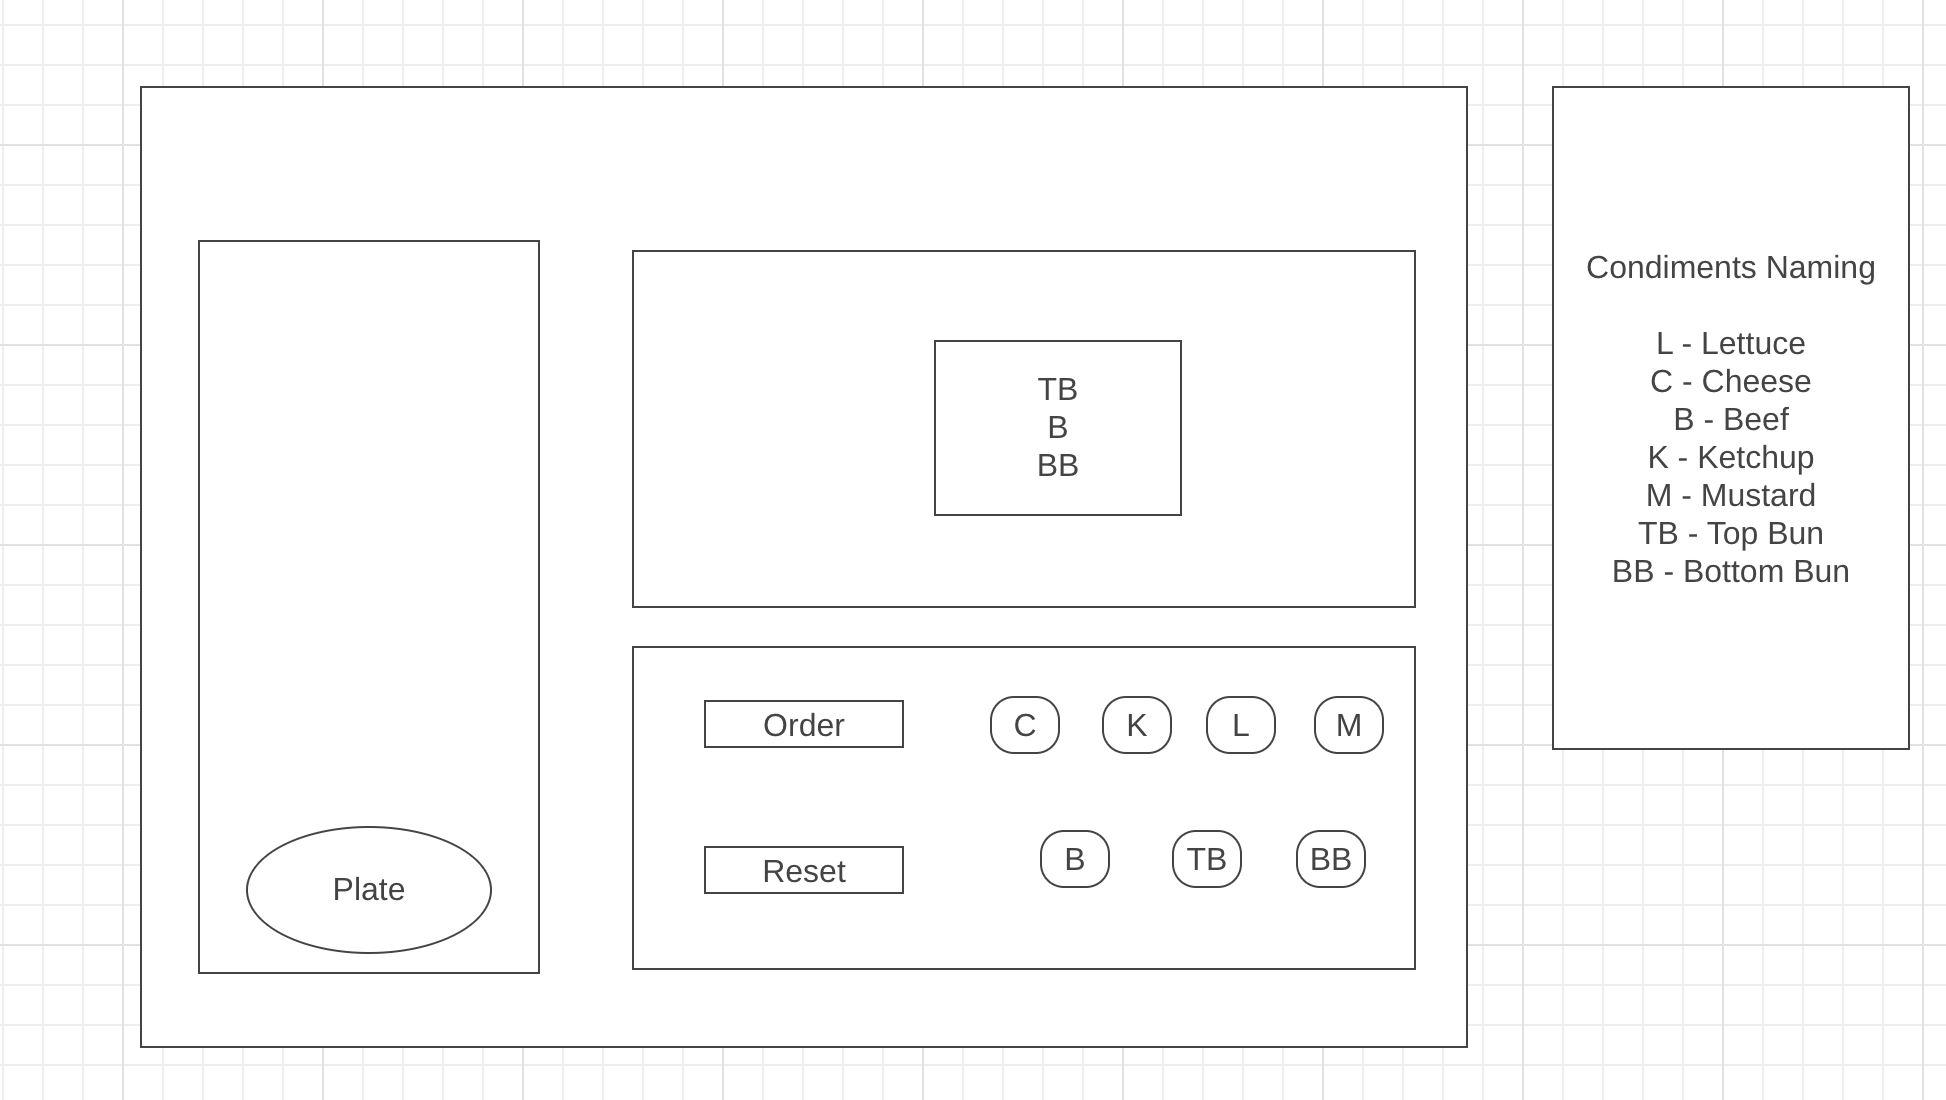 TB
B
BB
Order
C
K
L
M
Reset
B
TB
BB
Plate
Condiments Naming
L - Lettuce
C - Cheese
B - Beef
K - Ketchup
M - Mustard
TB - Top Bun
BB - Bottom Bun